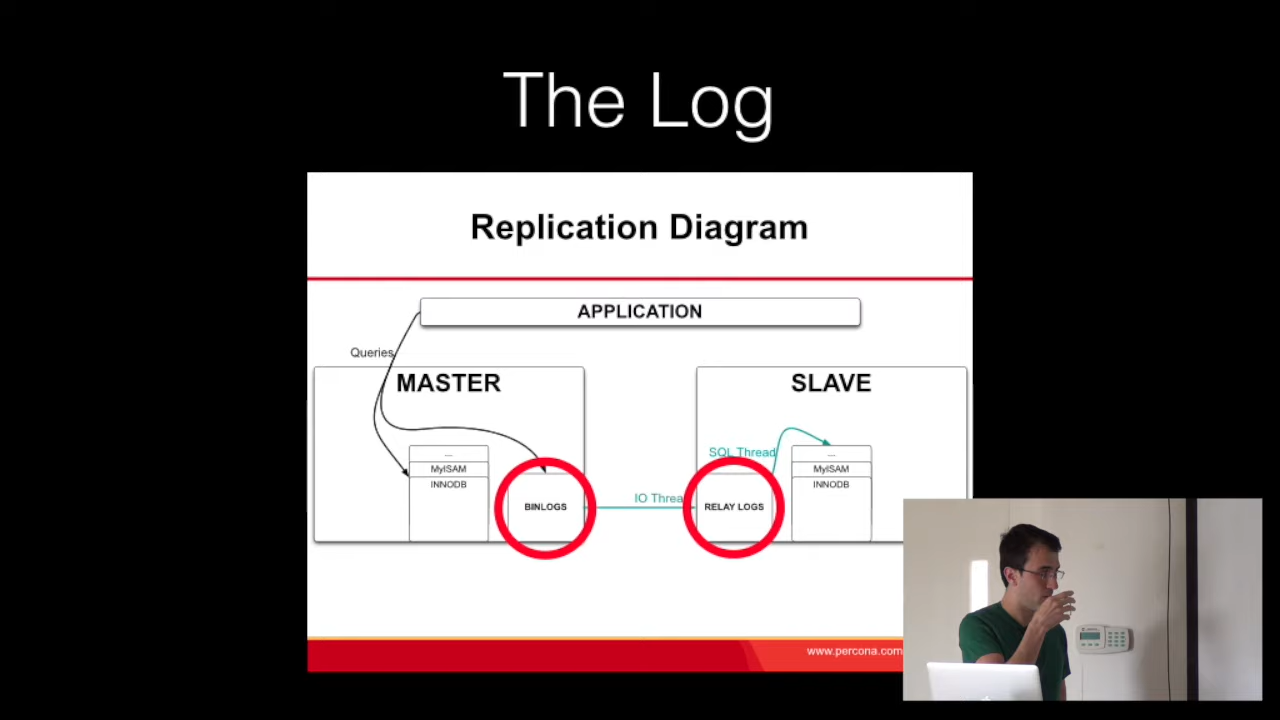 The Log
Replication Diagram
APPLICATION
Queries
MASTER
SLAVE
SQL Thread
...
MyISAM
INNODB
BINLOGS
IO Threa
RELAY LOGS
...
MyISAM
INNODB
www.percona.com